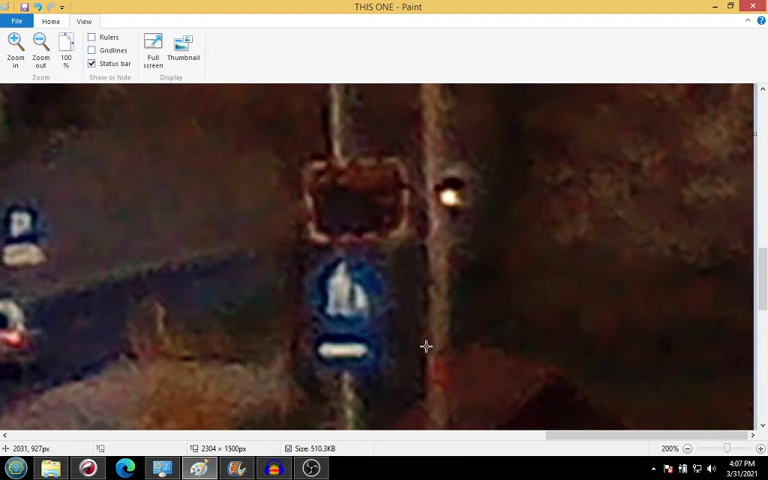 THIS ONE - Paint
File Home View
Rulers
Gridlines
Status bar
Zoom in
Zoom out
100 %
Full screen
Thumbnail
Zoom
Show or hide
Display
P
2031, 927px
2304 × 1500px
Size: 510.3KB
200%
4:07 PM
3/31/2021